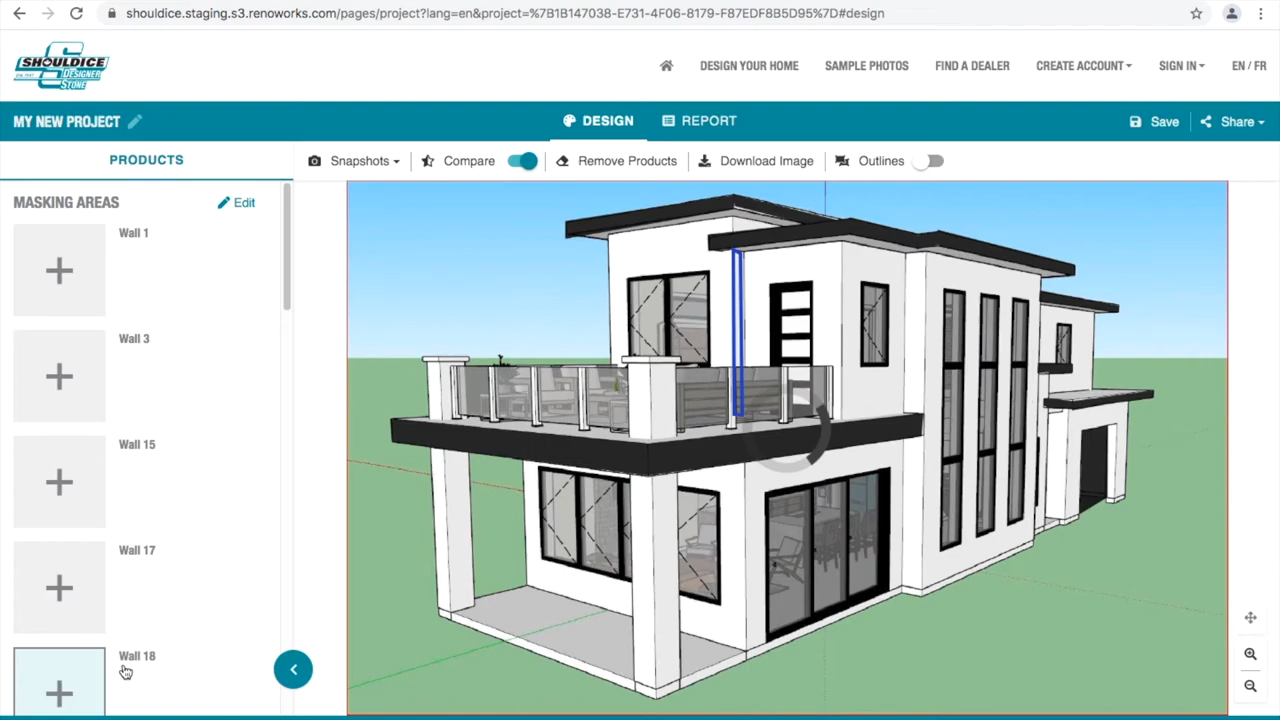 shouldice.staging.s3.renoworks.com/pages/project?lang=en&project=%7B1B147038-E731-4F06-8179-F87EDF8B5D95%7D#design
SHOULDICE
DESIGNER
STONE
DESIGN YOUR HOME
SAMPLE PHOTOS
FIND A DEALER
CREATE ACCOUNT
SIGN IN
EN / FR
MY NEW PROJECT
DESIGN
REPORT
Save
Share
PRODUCTS
Snapshots
Compare
Remove Products
Download Image
Outlines
MASKING AREAS
Edit
Wall 1
Wall 3
Wall 15
Wall 17
Wall 18